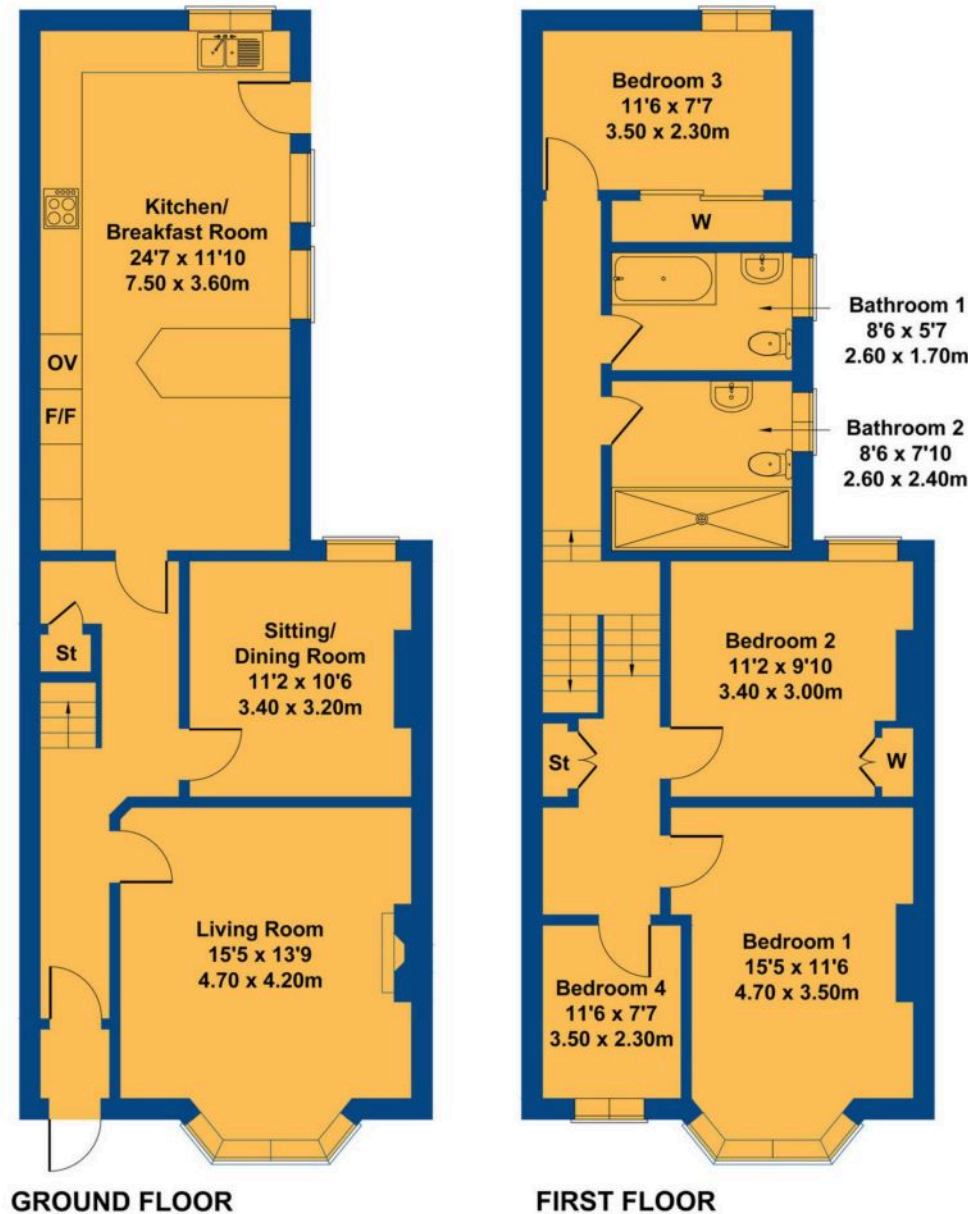 Kitchen/
Breakfast Room
24'7 x 11'10
7.50 x 3.60m
OV
F/F
St
Sitting/
Dining Room
11'2 x 10'6
3.40 x 3.20m
Living Room
15'5 x 13'9
4.70 x 4.20m
GROUND FLOOR
Bedroom 3
11'6 x 7'7
3.50 x 2.30m
W
Bathroom 1
8'6 x 5'7
2.60 x 1.70m
Bathroom 2
8'6 x 7'10
2.60 x 2.40m
Bedroom 2
11'2 x 9'10
3.40 x 3.00m
St
W
Bedroom 1
15'5 x 11'6
4.70 x 3.50m
Bedroom 4
11'6 x 7'7
3.50 x 2.30m
FIRST FLOOR